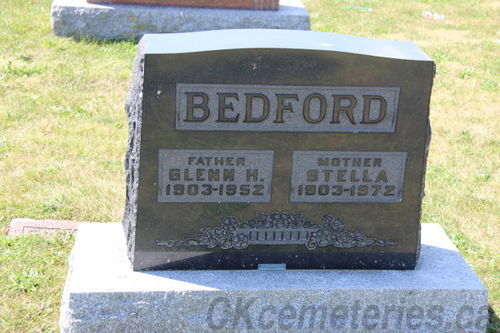 BEDFORD
FATHER
GLENN H.
1903-1952
MOTHER
STELLA
1903-1972
CKcemeteries.ca